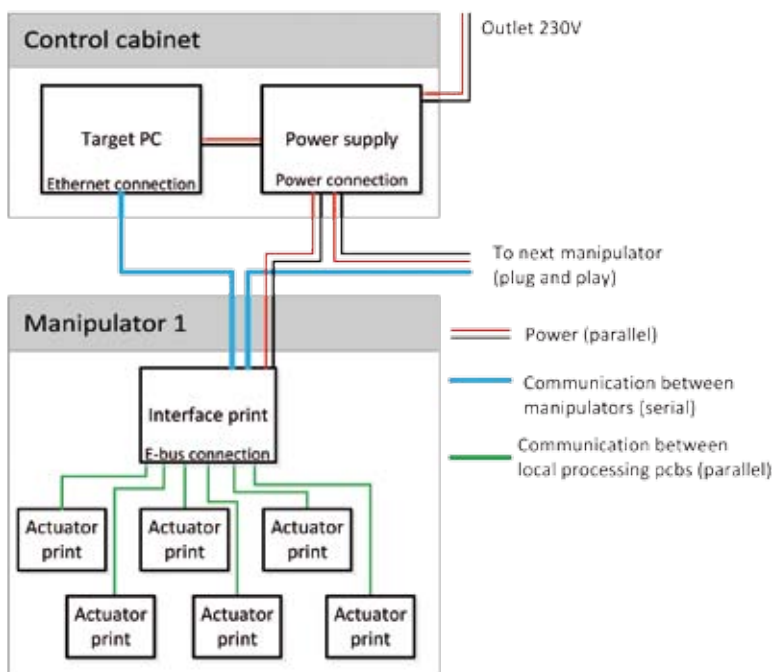 Control cabinet
Outlet 230V
Target PC
Ethernet connection
Power supply
Power connection
To next manipulator
(plug and play)
Manipulator 1
Interface print
E-bus connection
Actuator
print
Actuator
print
Actuator
print
Actuator
print
Actuator
print
Actuator
print
Power (parallel)
Communication between
manipulators (serial)
Communication between
local processing pcbs (parallel)